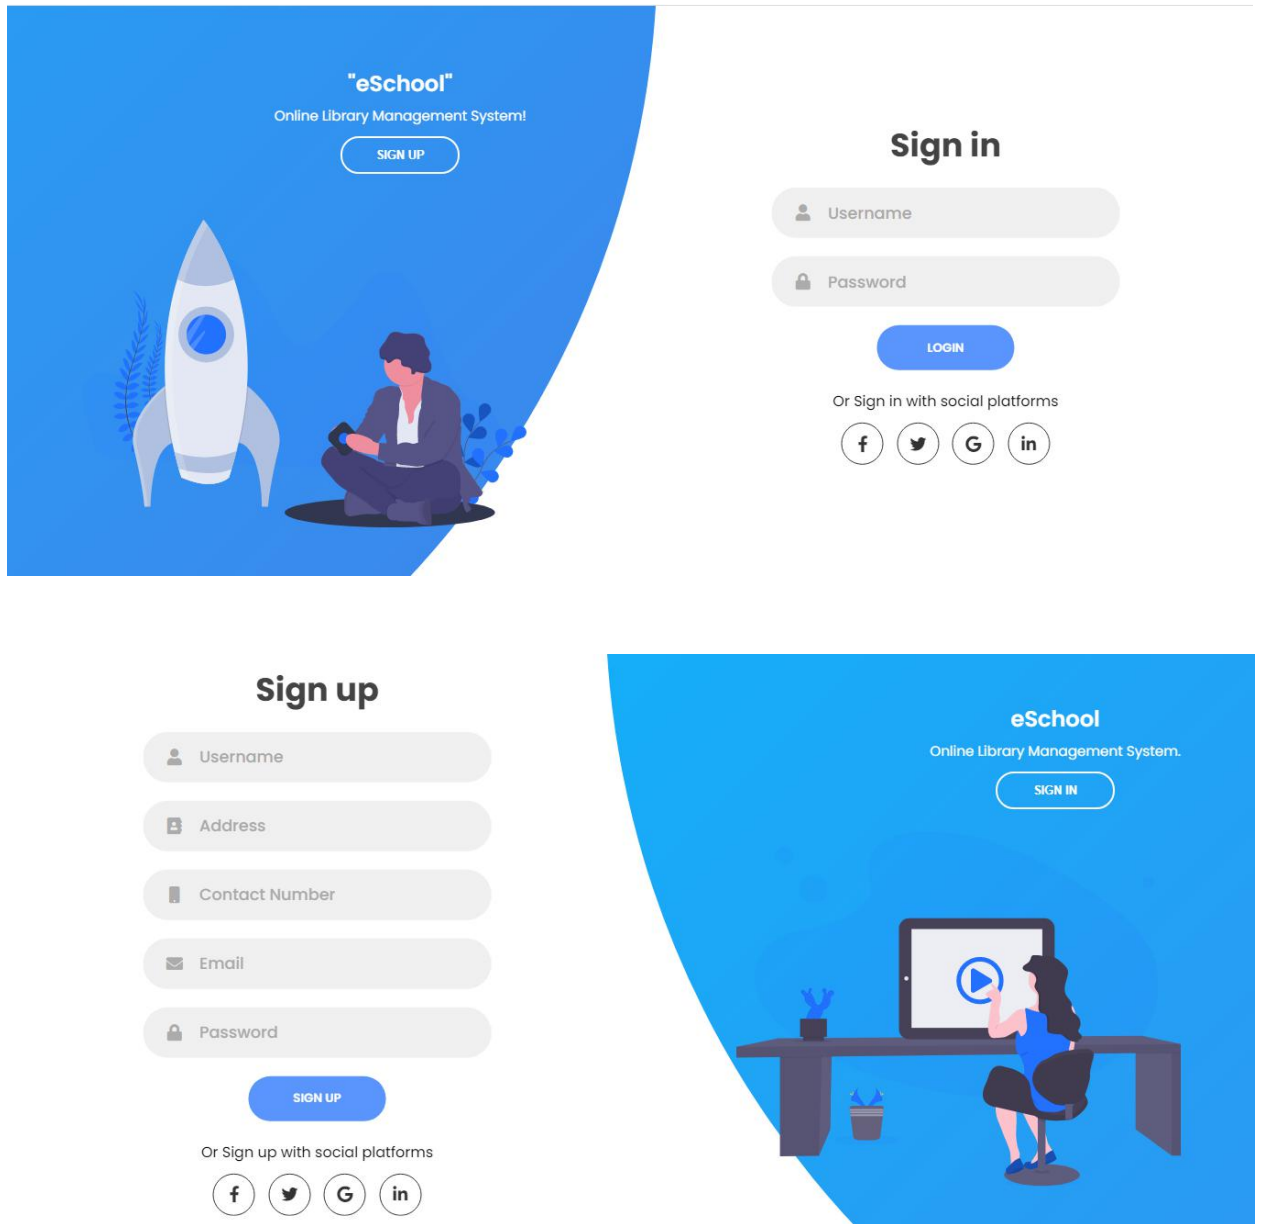 "eSchool"
Online Library Management System!
SIGN UP
Sign in
Username
Password
LOGIN
Or Sign in with social platforms
Sign up
Username
Address
Contact Number
Email
Password
SIGN UP
Or Sign up with social platforms
eSchool
Online Library Management System.
SIGN IN